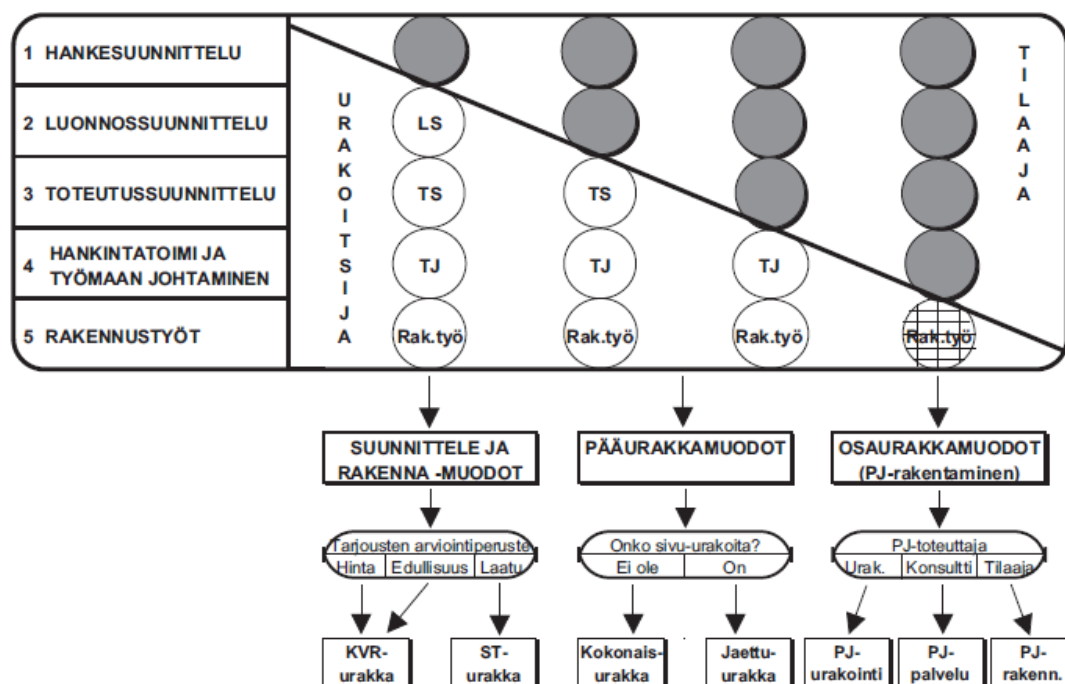 1 HANKESUUNNITTELU
2 LUONNOSSUUNNITTELU
3 TOTEUTUSSUUNNITTELU
4 HANKINTATOIMI JA
TYÖMAAN JOHTAMINEN
5 RAKENNUSTYÖT
URAKOITSIJA
TILAAJA
LS
TS TS
TJ TJ TJ
Rak.työ Rak.työ Rak.työ Rak.työ
SUUNNITTELE JA
RAKENNA -MUODOT
PÄÄURAKKAMUODOT
OSAURAKKAMUODOT
(PJ-rakentaminen)
Tarjousten arviointiperuste
Hinta Edullisuus Laatu
Onko sivu-urakoita?
Ei ole On
PJ-toteuttaja
Urak. Konsultti Tilaaja
KVR-
urakka
ST-
urakka
Kokonais-
urakka
Jaettu-
urakka
PJ-
urakointi
PJ-
palvelu
PJ-
rakenn.